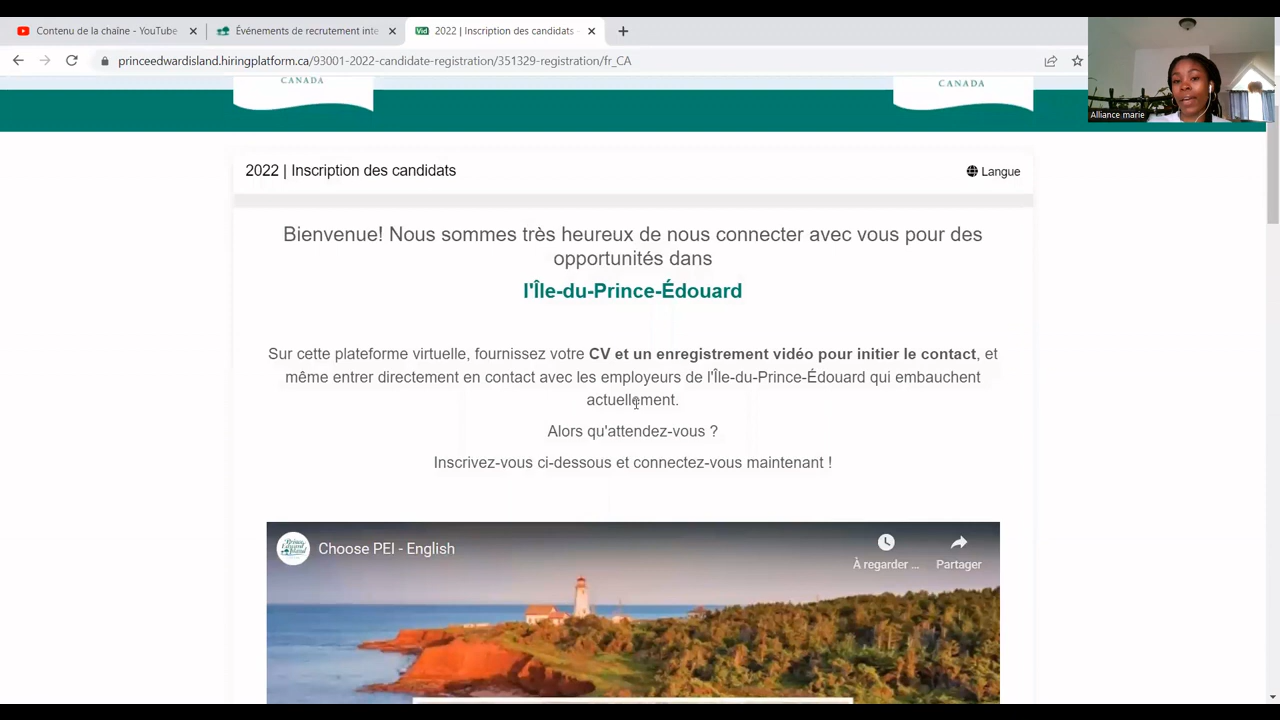 Contenu de la chaîne - YouTube
Événements de recrutement inte
Vid
2022 | Inscription des candidats -
princeedwardisland.hiringplatform.ca/93001-2022-candidate-registration/351329-registration/fr_CA
Alliance marie
CANADA
CANADA
2022 | Inscription des candidats
Langue
Bienvenue! Nous sommes très heureux de nous connecter avec vous pour des
opportunités dans
l'Île-du-Prince-Édouard
Sur cette plateforme virtuelle, fournissez votre CV et un enregistrement vidéo pour initier le contact, et
même entrer directement en contact avec les employeurs de l'Île-du-Prince-Édouard qui embauchent
actuellement.
Alors qu'attendez-vous ?
Inscrivez-vous ci-dessous et connectez-vous maintenant !
Prince
Edward
Island
Choose PEI - English
À regarder ...
Partager